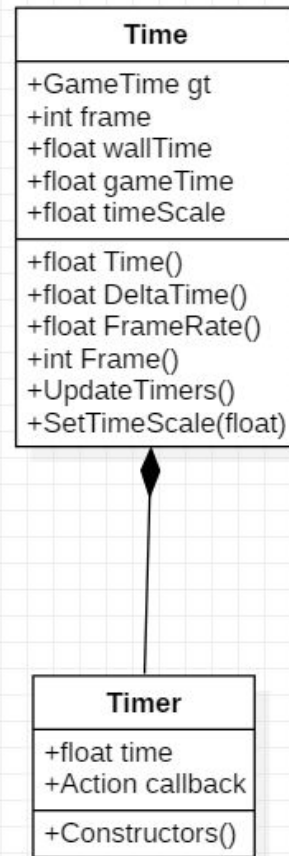 Time
+GameTime gt
+int frame
+float wallTime
+float gameTime
+float timeScale
+float Time()
+float DeltaTime()
+float FrameRate()
+int Frame()
+UpdateTimers()
+SetTimeScale(float)
Timer
+float time
+Action callback
+Constructors()